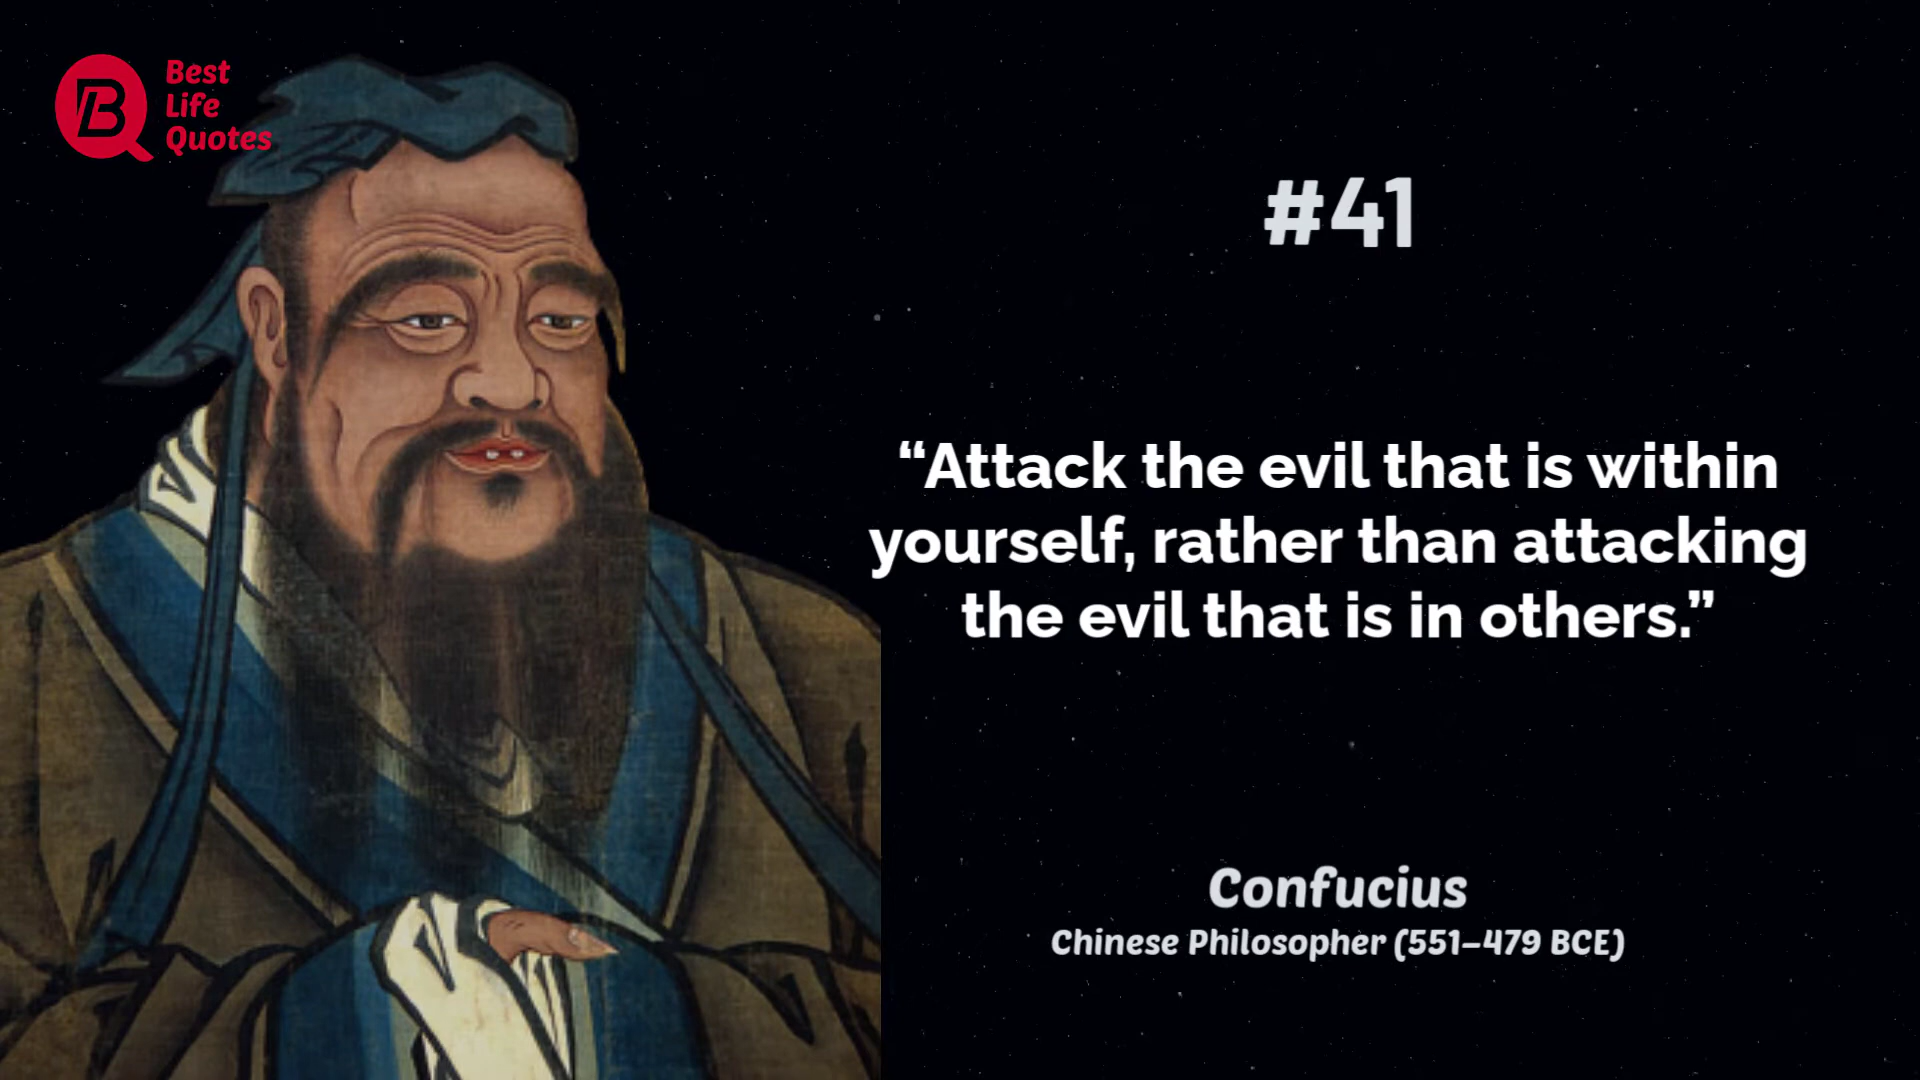 Best
Life
Quotes
#41
“Attack the evil that is within
yourself, rather than attacking
the evil that is in others.”
Confucius
Chinese Philosopher (551–479 BCE)